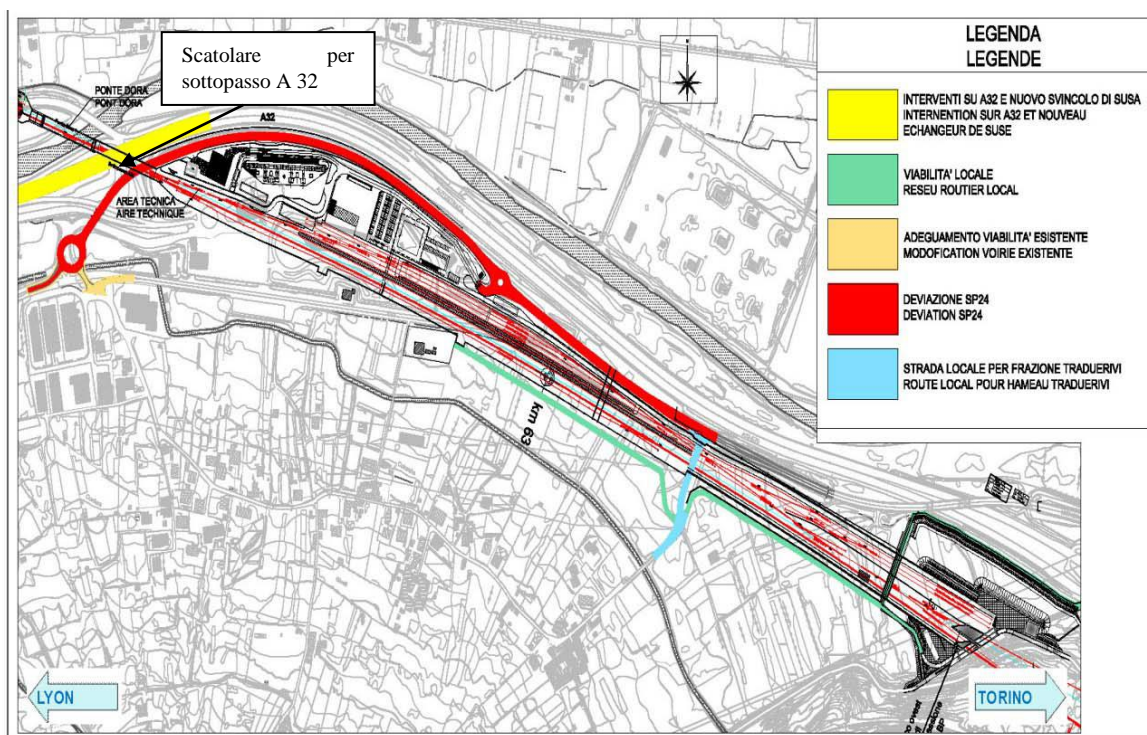 Scatolare per
sottopasso A 32
PONTE DORA
PONT DORA
A32
AREA TECNICA
AIRE TECHNIQUE
km 63
LYON
TORINO
LEGENDA
LEGENDE
INTERVENTI SU A32 E NUOVO SVINCOLO DI SUSA
INTERNENTION SUR A32 ET NOUVEAU
ECHANGEUR DE SUSE
VIABILITA' LOCALE
RESEU ROUTIER LOCAL
ADEGUAMENTO VIABILITA' ESISTENTE
MODOFICATION VOIRIE EXISTENTE
DEVIAZIONE SP24
DEVIATION SP24
STRADA LOCALE PER FRAZIONE TRADUERIVI
ROUTE LOCAL POUR HAMEAU TRADUERIVI